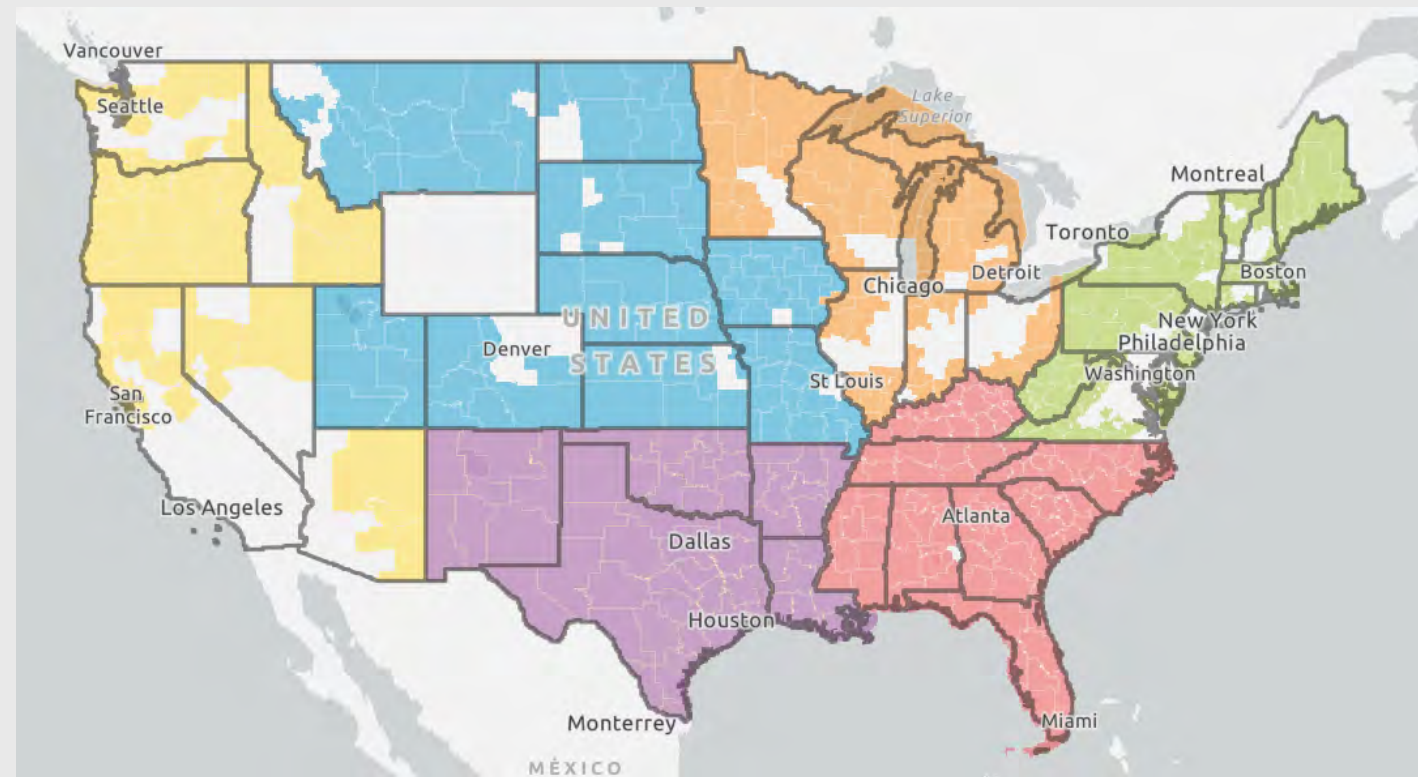 Vancouver
Seattle
Lake
Superior
Montreal
Toronto
Boston
Detroit
Chicago
UNITED
STATES
New York
Philadelphia
Denver
Washington
St Louis
San
Francisco
Los Angeles
Atlanta
Dallas
Houston
Miami
Monterrey
MÉXICO